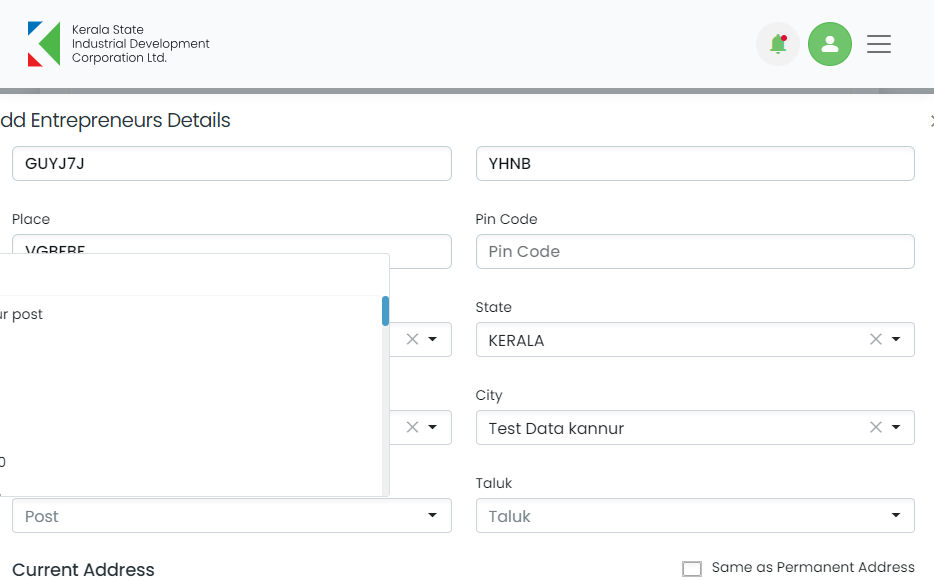 Kerala State
Industrial Development
Corporation Ltd.
dd Entrepreneurs Details
GUYJ7J
YHNB
Place
Pin Code
Pin Code
ur post
State
KERALA
City
Test Data kannur
0
Taluk
Post
Taluk
Current Address
Same as Permanent Address